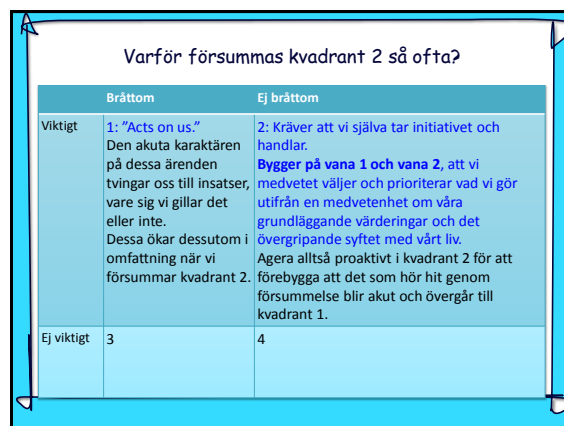 Varför försummas kvadrant 2 så ofta?
Bråttom
Ej bråttom
Viktigt
1: ”Acts on us.”
Den akuta karaktären
på dessa ärenden
tvingar oss till insatser,
vare sig vi gillar det
eller inte.
Dessa ökar dessutom i
omfattning när vi
försummar kvadrant 2.
2: Kräver att vi själva tar initiativet och
handlar.
Bygger på vana 1 och vana 2, att vi
medvetet väljer och prioriterar vad vi gör
utifrån en medvetenhet om våra
grundläggande värderingar och det
övergripande syftet med vårt liv.
Agera alltså proaktivt i kvadrant 2 för att
förebygga att det som hör hit genom
försummelse blir akut och övergår till
kvadrant 1.
Ej viktigt
3
4